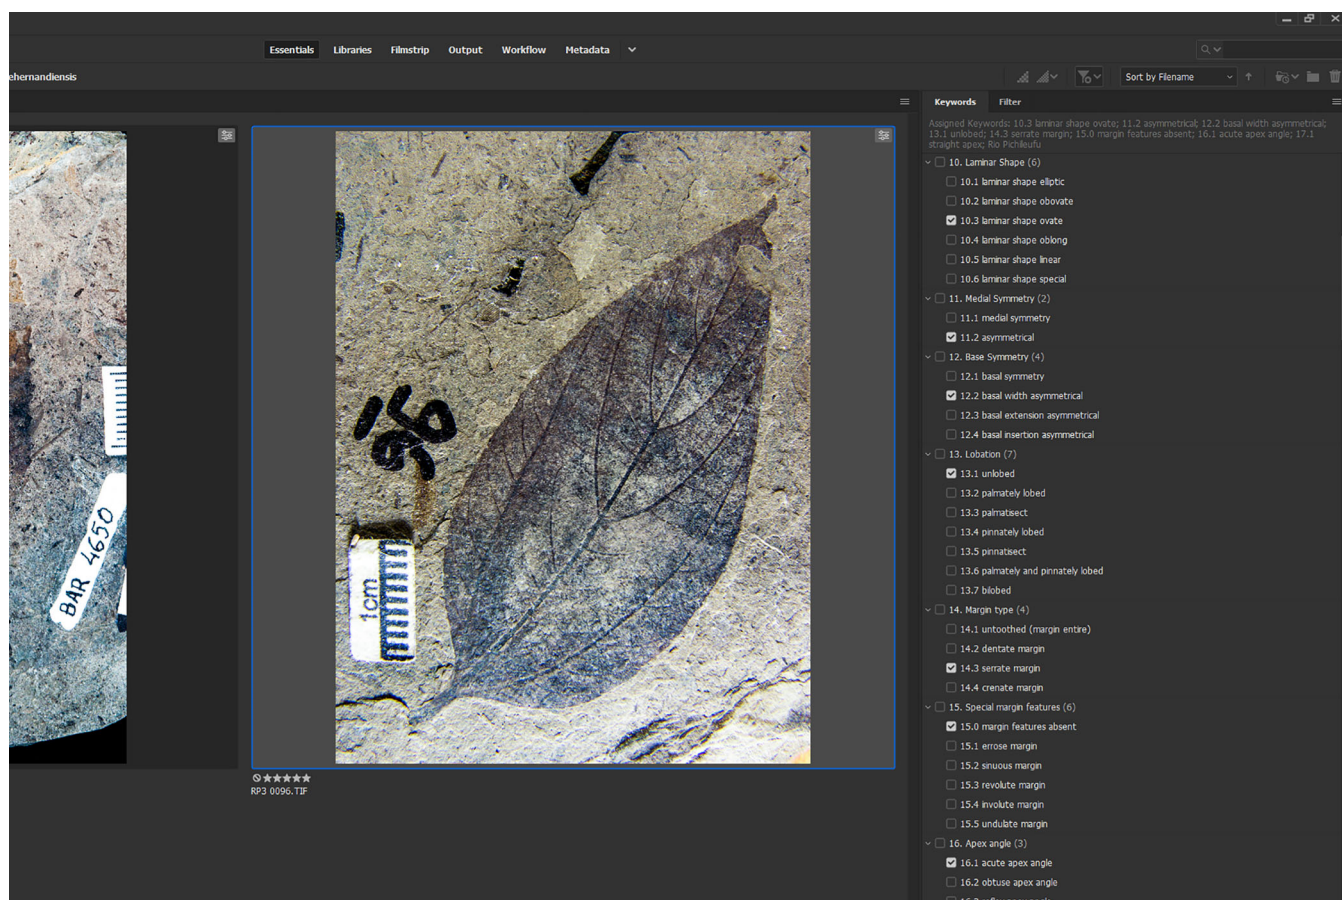 Essentials Libraries Filmstrip Output Workflow Metadata
ehernandiensis
Sort by Filename
Keywords Filter
Assigned Keywords: 10.3 laminar shape ovate; 11.2 asymmetrical; 12.2 basal width asymmetrical;
13.1 unlobed; 14.3 serrate margin; 15.0 margin features absent; 16.1 acute apex angle; 17.1
straight apex; Rio Pichileufu
10. Laminar Shape (6)
10.1 laminar shape elliptic
10.2 laminar shape obovate
10.3 laminar shape ovate
10.4 laminar shape oblong
10.5 laminar shape linear
10.6 laminar shape special
11. Medial Symmetry (2)
11.1 medial symmetry
11.2 asymmetrical
12. Base Symmetry (4)
12.1 basal symmetry
12.2 basal width asymmetrical
12.3 basal extension asymmetrical
12.4 basal insertion asymmetrical
13. Lobation (7)
13.1 unlobed
13.2 palmately lobed
13.3 palmatisect
13.4 pinnately lobed
13.5 pinnatisect
13.6 palmately and pinnately lobed
13.7 bilobed
14. Margin type (4)
14.1 untoothed (margin entire)
14.2 dentate margin
14.3 serrate margin
14.4 crenate margin
15. Special margin features (6)
15.0 margin features absent
15.1 errose margin
15.2 sinuous margin
15.3 revolute margin
15.4 involute margin
15.5 undulate margin
16. Apex angle (3)
16.1 acute apex angle
16.2 obtuse apex angle
BAR 4650
96
1cm
RP3 0096.TIF